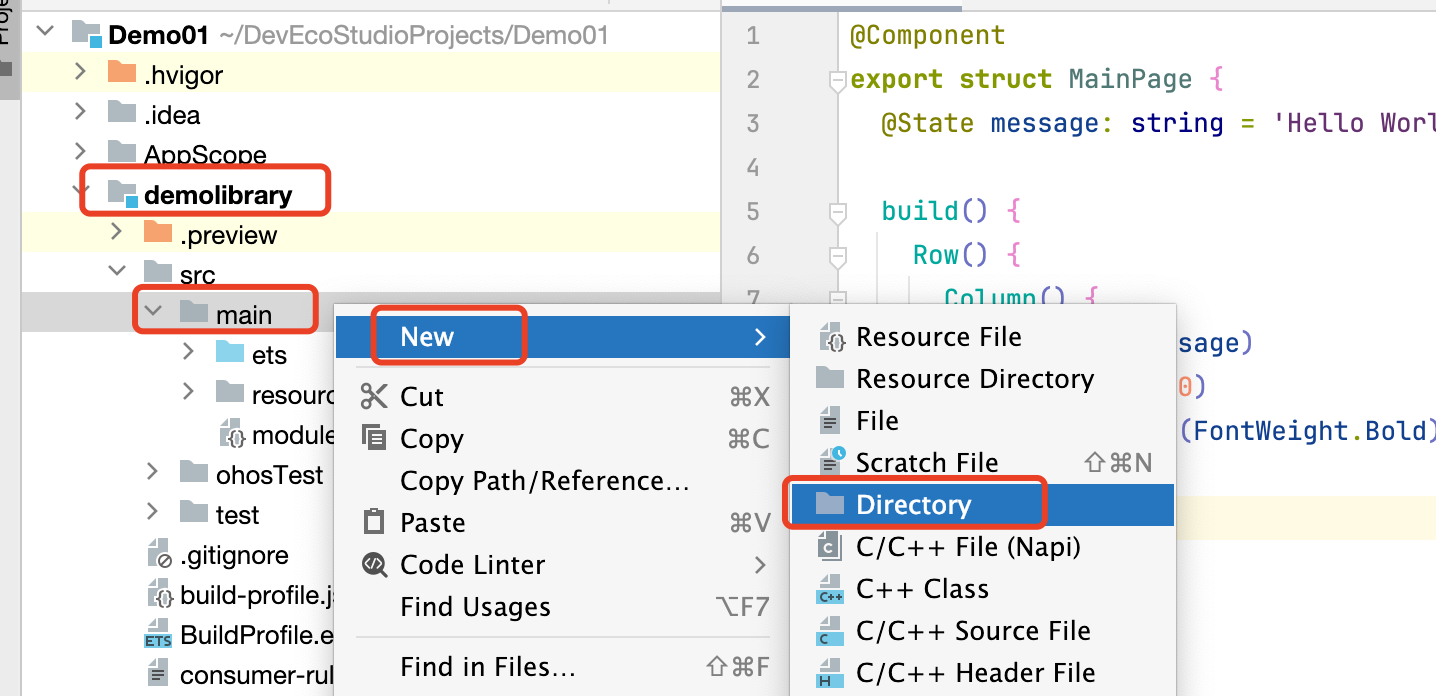 Demo01 ~/DevEcoStudioProjects/Demo01
.hvigor
.idea
AppScope
demolibrary
.preview
src
main
ets
resourc
module
ohosTest
test
.gitignore
build-profile.js
BuildProfile.e
consumer-rul
New
Cut ⌘X
Copy ⌘C
Copy Path/Reference...
Paste ⌘V
Code Linter
Find Usages ⌥F7
Find in Files... ⇧⌘F
Resource File
Resource Directory
File
Scratch File ⇧⌘N
Directory
C/C++ File (Napi)
C++ Class
C/C++ Source File
C/C++ Header File
1 @Component
2 export struct MainPage {
3 @State message: string = 'Hello Worl
4
5 build() {
6 Row() {
7 Column() {
sage)
0)
(FontWeight.Bold)